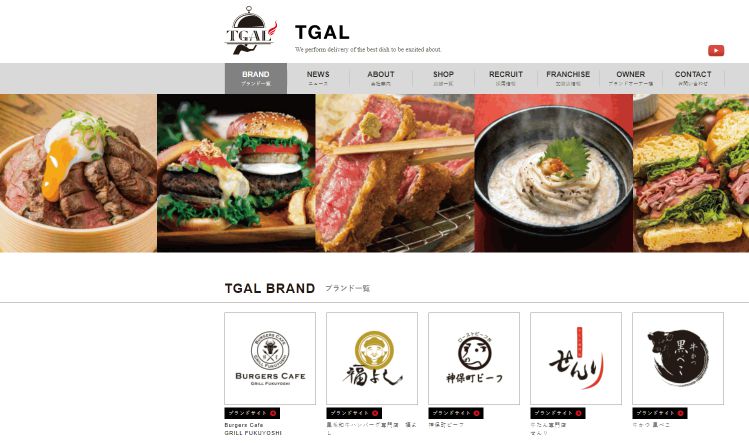 TGAL
TGAL
We perform delivery of the best dish to be excited about.
BRAND
ブランド一覧
NEWS
ニュース
ABOUT
会社案内
SHOP
店舗一覧
RECRUIT
採用情報
FRANCHISE
加盟店情報
OWNER
ブランドオーナー様
CONTACT
お問い合わせ
TGAL BRAND ブランド一覧
BURGERS CAFE
BURGERS CAFE
GRILL FUKUYOSHI
福よし
ローストビーフ丼
神保町ビーフ
せんり
牛かつ
黒べこ
ブランドサイト
ブランドサイト
ブランドサイト
ブランドサイト
ブランドサイト
Burgers Cafe
GRILL FUKUYOSHI
黒毛和牛ハンバーグ専門店 福よ
し
神保町ビーフ
牛たん専門店
せんり
牛かつ 黒べこ